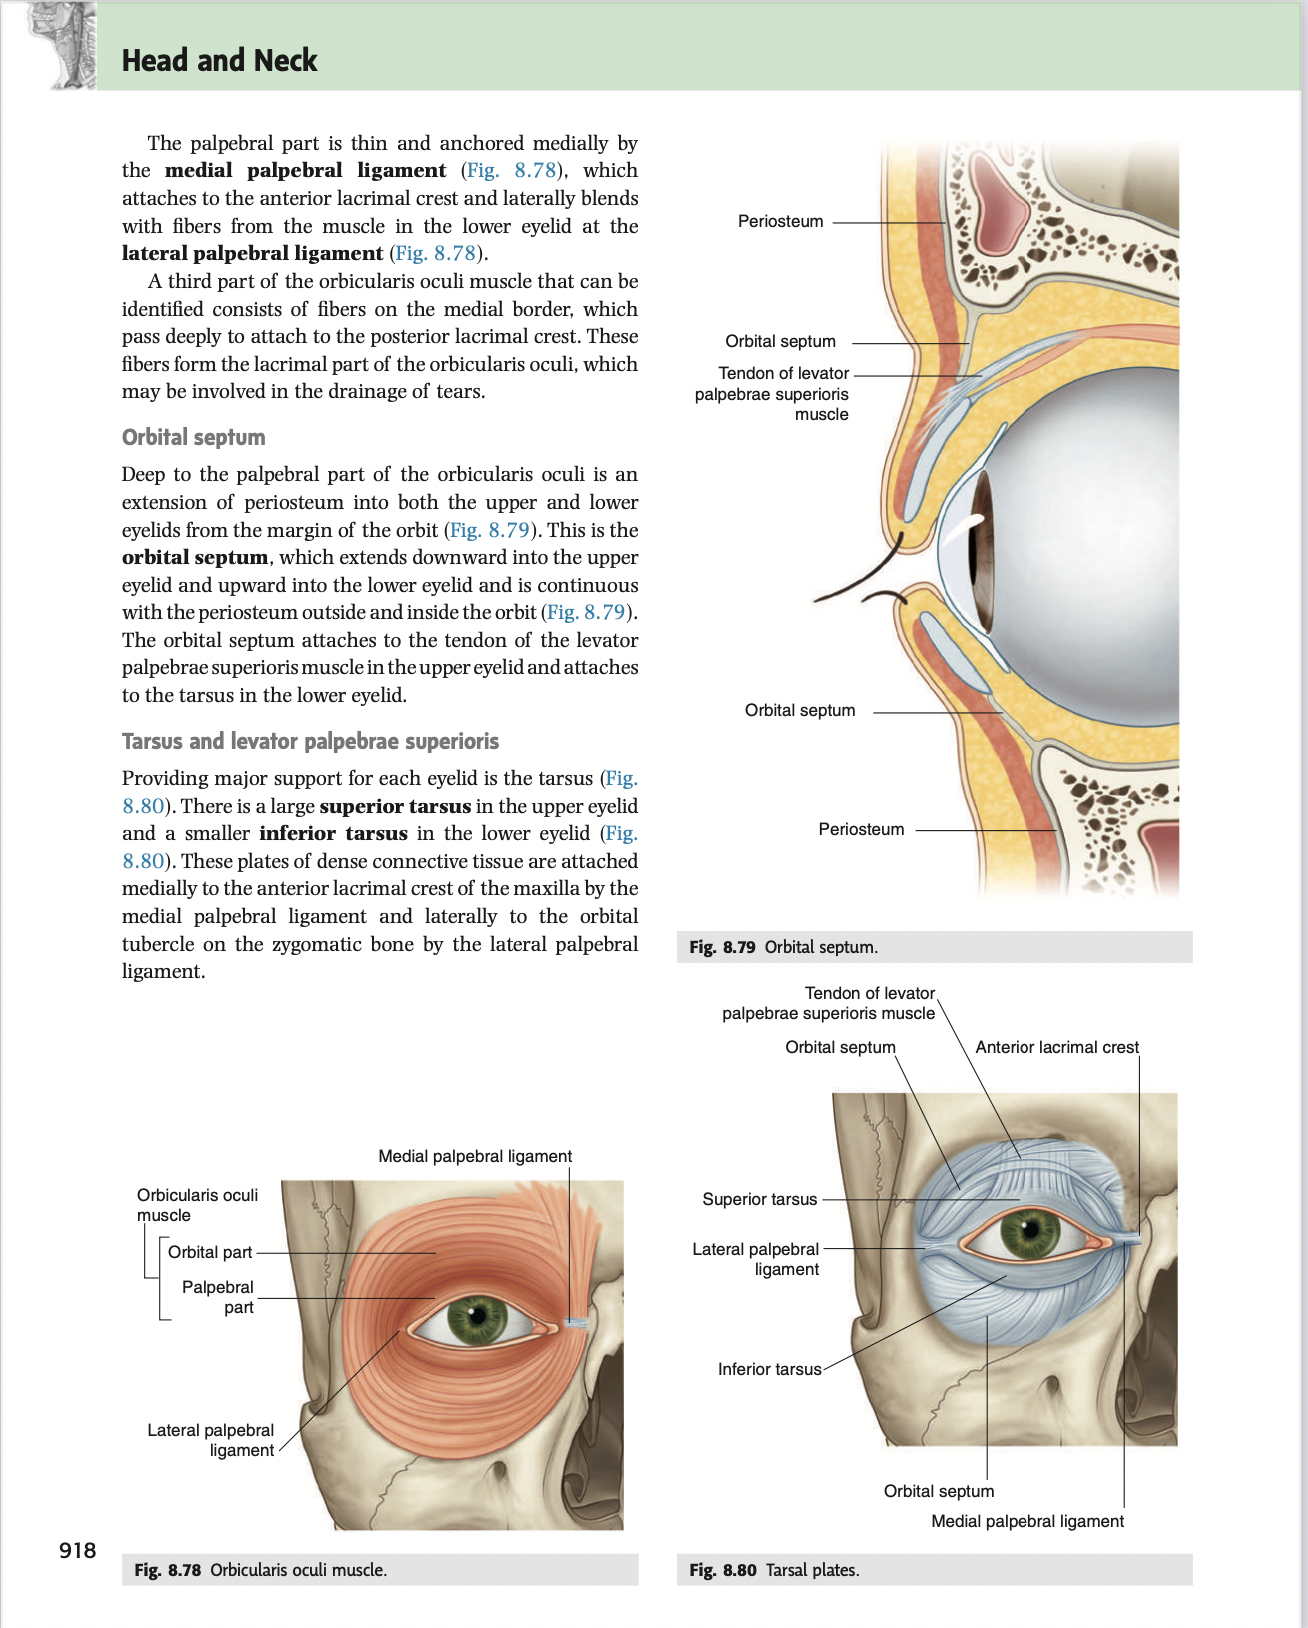 Head and Neck
The palpebral part is thin and anchored medially by
the medial palpebral ligament (Fig. 8.78), which
attaches to the anterior lacrimal crest and laterally blends
with fibers from the muscle in the lower eyelid at the
lateral palpebral ligament (Fig. 8.78).
A third part of the orbicularis oculi muscle that can be
identified consists of fibers on the medial border, which
pass deeply to attach to the posterior lacrimal crest. These
fibers form the lacrimal part of the orbicularis oculi, which
may be involved in the drainage of tears.
Orbital septum
Deep to the palpebral part of the orbicularis oculi is an
extension of periosteum into both the upper and lower
eyelids from the margin of the orbit (Fig. 8.79). This is the
orbital septum, which extends downward into the upper
eyelid and upward into the lower eyelid and is continuous
with the periosteum outside and inside the orbit (Fig. 8.79).
The orbital septum attaches to the tendon of the levator
palpebrae superioris muscle in the upper eyelid and attaches
to the tarsus in the lower eyelid.
Tarsus and levator palpebrae superioris
Providing major support for each eyelid is the tarsus (Fig.
8.80). There is a large superior tarsus in the upper eyelid
and a smaller inferior tarsus in the lower eyelid (Fig.
8.80). These plates of dense connective tissue are attached
medially to the anterior lacrimal crest of the maxilla by the
medial palpebral ligament and laterally to the orbital
tubercle on the zygomatic bone by the lateral palpebral
ligament.
Medial palpebral ligament
Orbicularis oculi
muscle
Orbital part
Palpebral
part
Lateral palpebral
ligament
Fig. 8.78 Orbicularis oculi muscle.
Periosteum
Orbital septum
Tendon of levator
palpebrae superioris
muscle
Orbital septum
Periosteum
Fig. 8.79 Orbital septum.
Tendon of levator
palpebrae superioris muscle
Orbital septum
Anterior lacrimal crest
Superior tarsus
Lateral palpebral
ligament
Inferior tarsus
Orbital septum
Medial palpebral ligament
Fig. 8.80 Tarsal plates.
918